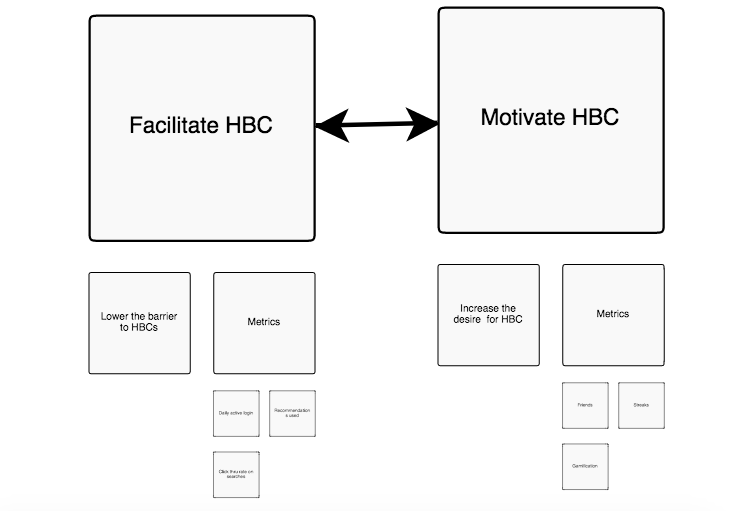 Facilitate HBC
Motivate HBC
Lower the barrier
to HBCs
Metrics
Increase the
desire for HBC
Metrics
Daily active login
Recommendation
s used
Click thru rate on
searches
Friends
Streaks
Gamification